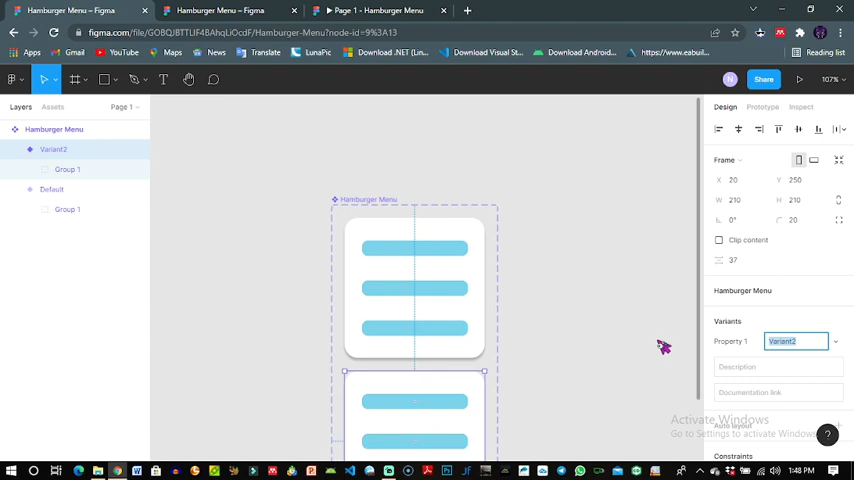 Hamburger Menu – Figma
Hamburger Menu – Figma
▶ Page 1 - Hamburger Menu
figma.com/file/GOBQJBTTLIF4BAhqLiOcdF/Hamburger-Menu?node-id=9%3A13
Apps
Gmail
YouTube
Maps
News
Translate
LunaPic
Download .NET (Lin...
Download Visual St...
Download Android...
https://www.eabuil...
Reading list
N
Share
107%
Layers
Assets
Page 1
Design
Prototype
Inspect
Hamburger Menu
Variant2
Group 1
Default
Group 1
Hamburger Menu
Frame
X 20
Y 250
W 210
H 210
0°
20
Clip content
37
Hamburger Menu
Variants
Property 1
Variant2
Description
Documentation link
Auto layout
Constraints
Activate Windows
Go to Settings to activate Windows.
?
1:48 PM